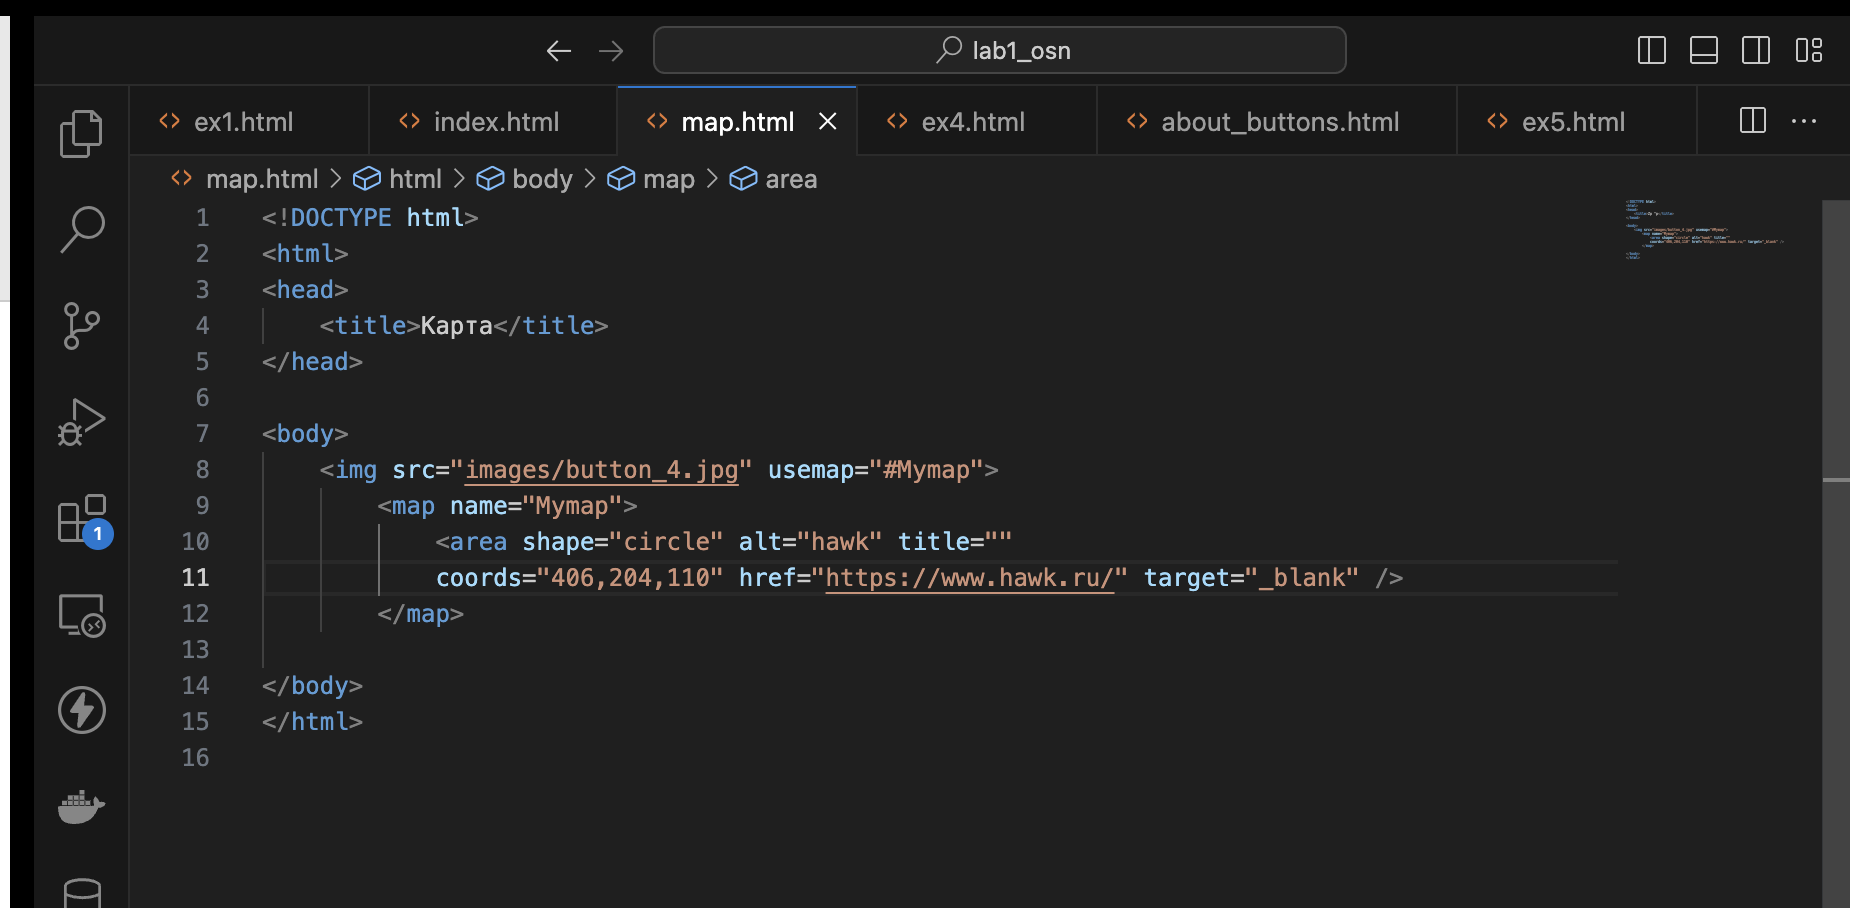 lab1_osn
ex1.html index.html map.html ex4.html about_buttons.html ex5.html
map.html > html > body > map > area
1 <!DOCTYPE html>
2 <html>
3 <head>
4 <title>Карта</title>
5 </head>
6
7 <body>
8 <img src="images/button_4.jpg" usemap="#Mymap">
9 <map name="Mymap">
10 <area shape="circle" alt="hawk" title=""
11 coords="406,204,110" href="https://www.hawk.ru/" target="_blank" />
12 </map>
13
14 </body>
15 </html>
16
1